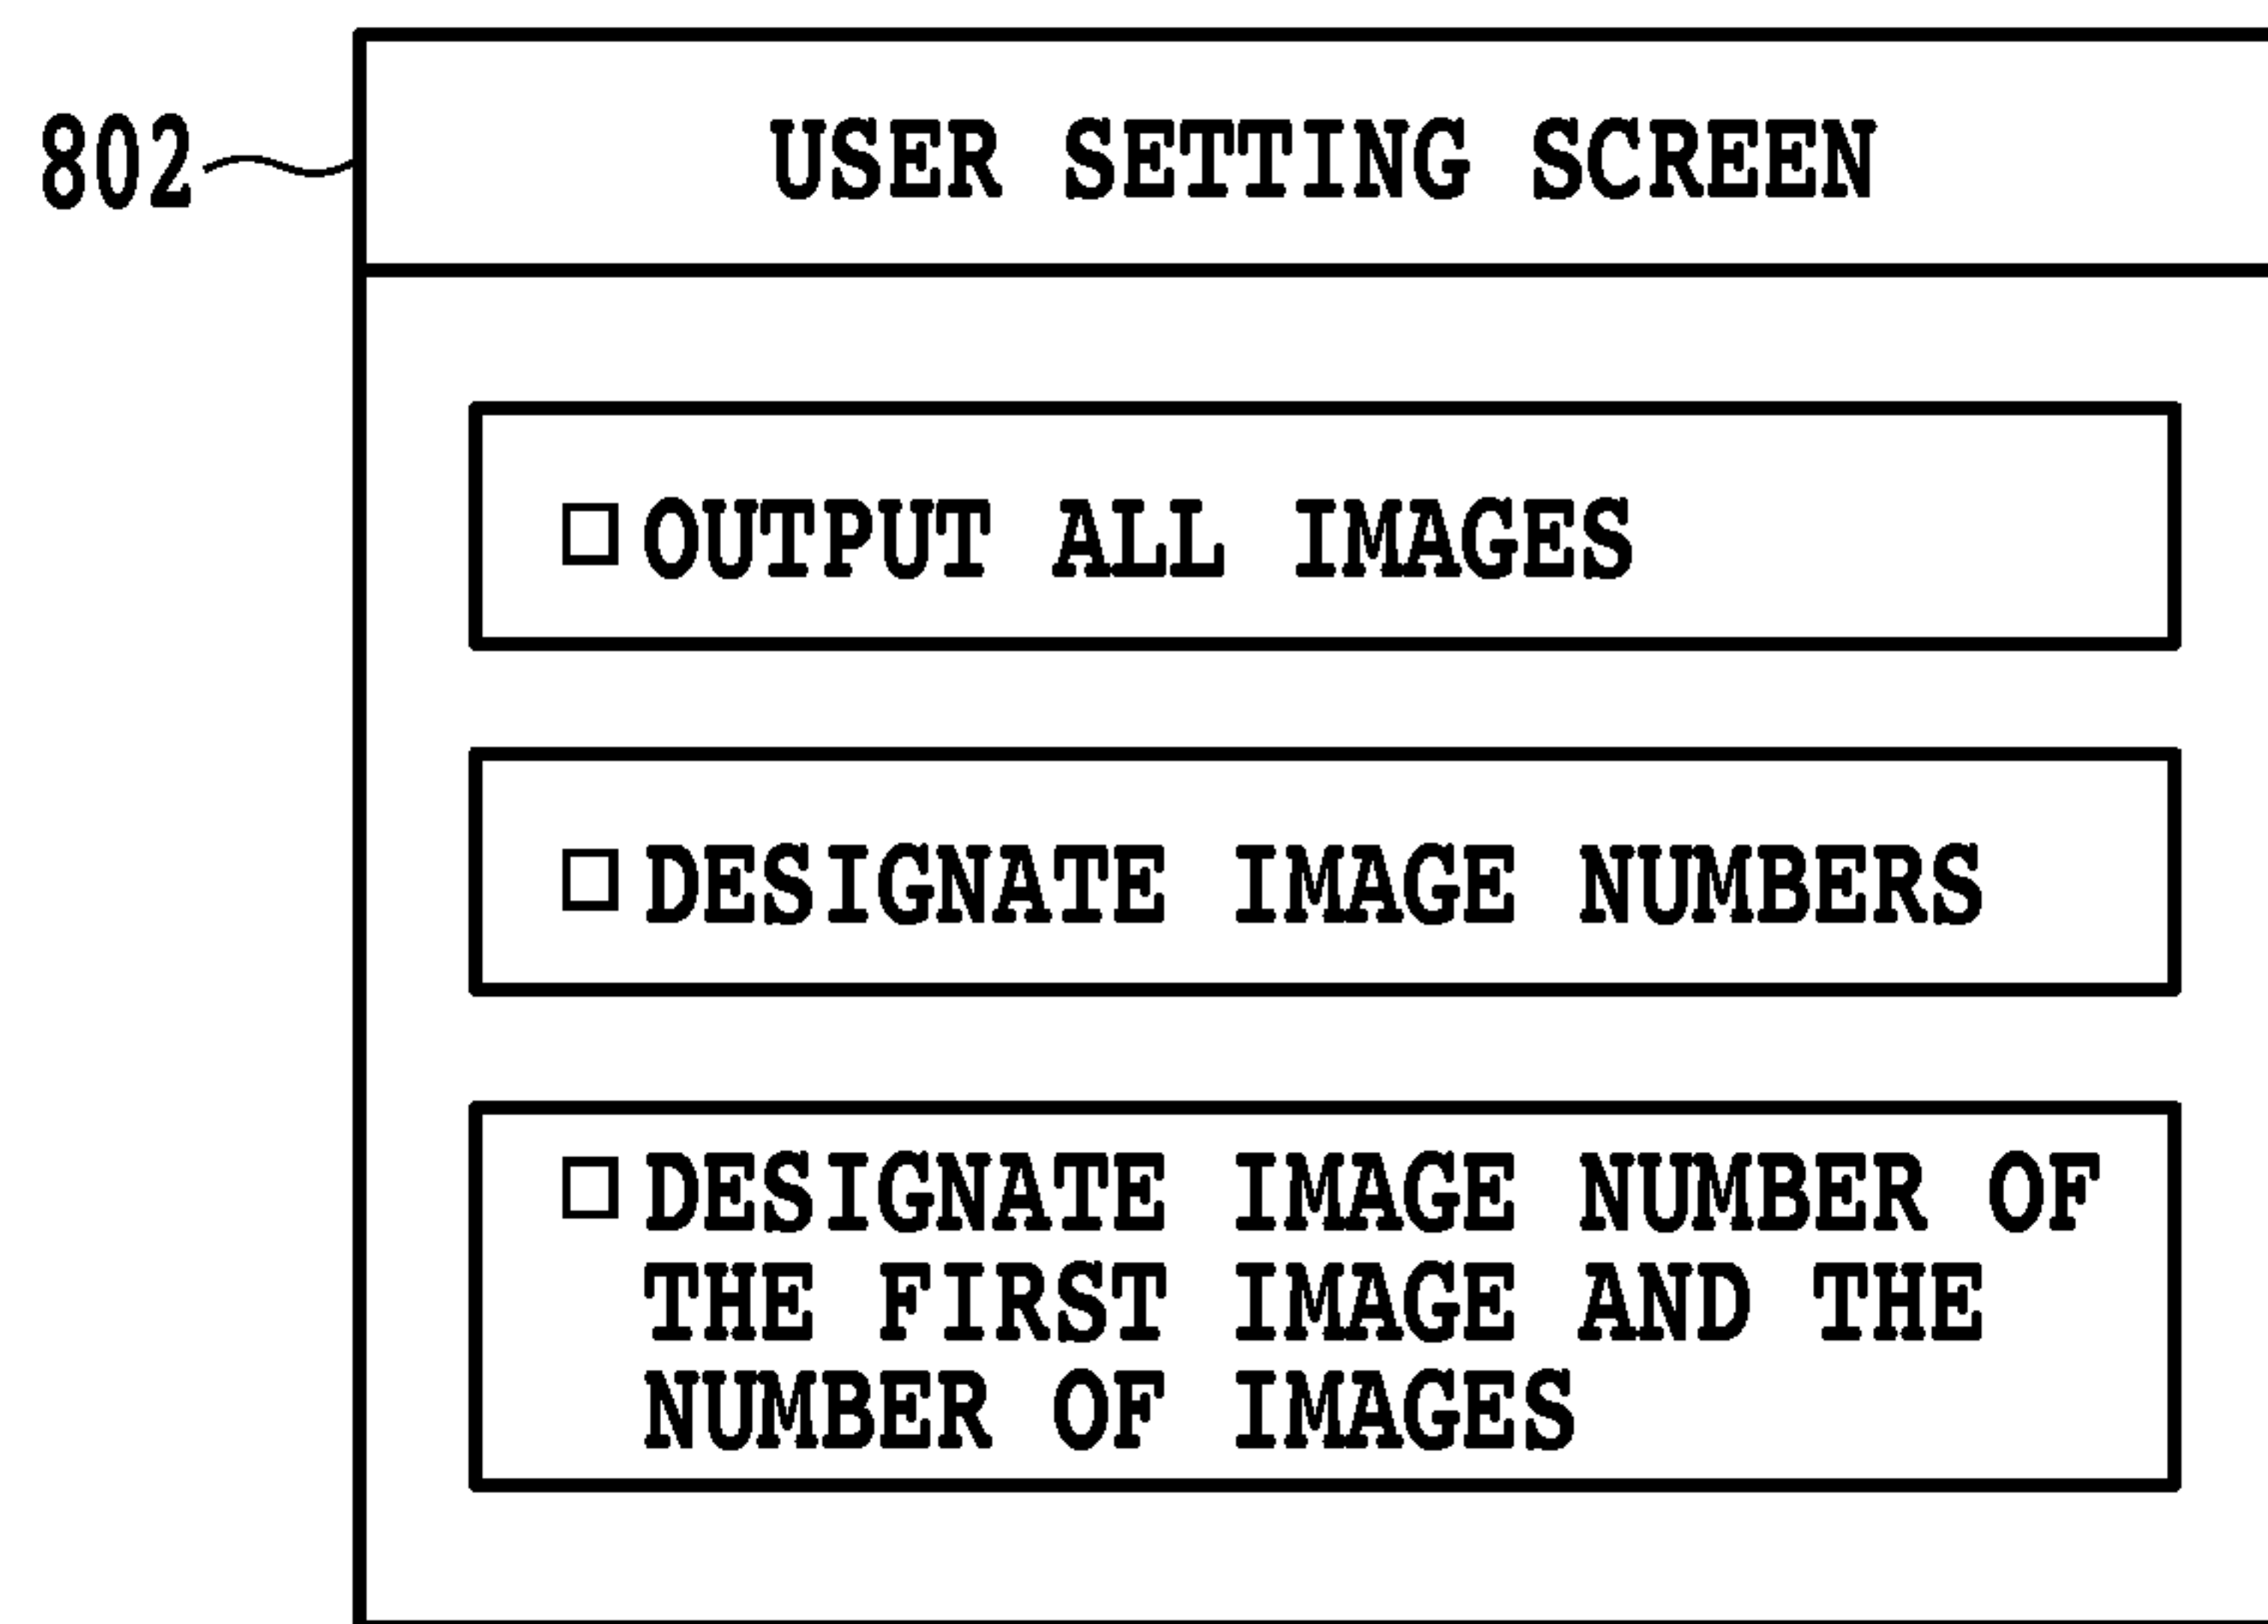 802
USER SETTING SCREEN
OUTPUT ALL IMAGES
DESIGNATE IMAGE NUMBERS
DESIGNATE IMAGE NUMBER OF
THE FIRST IMAGE AND THE
NUMBER OF IMAGES